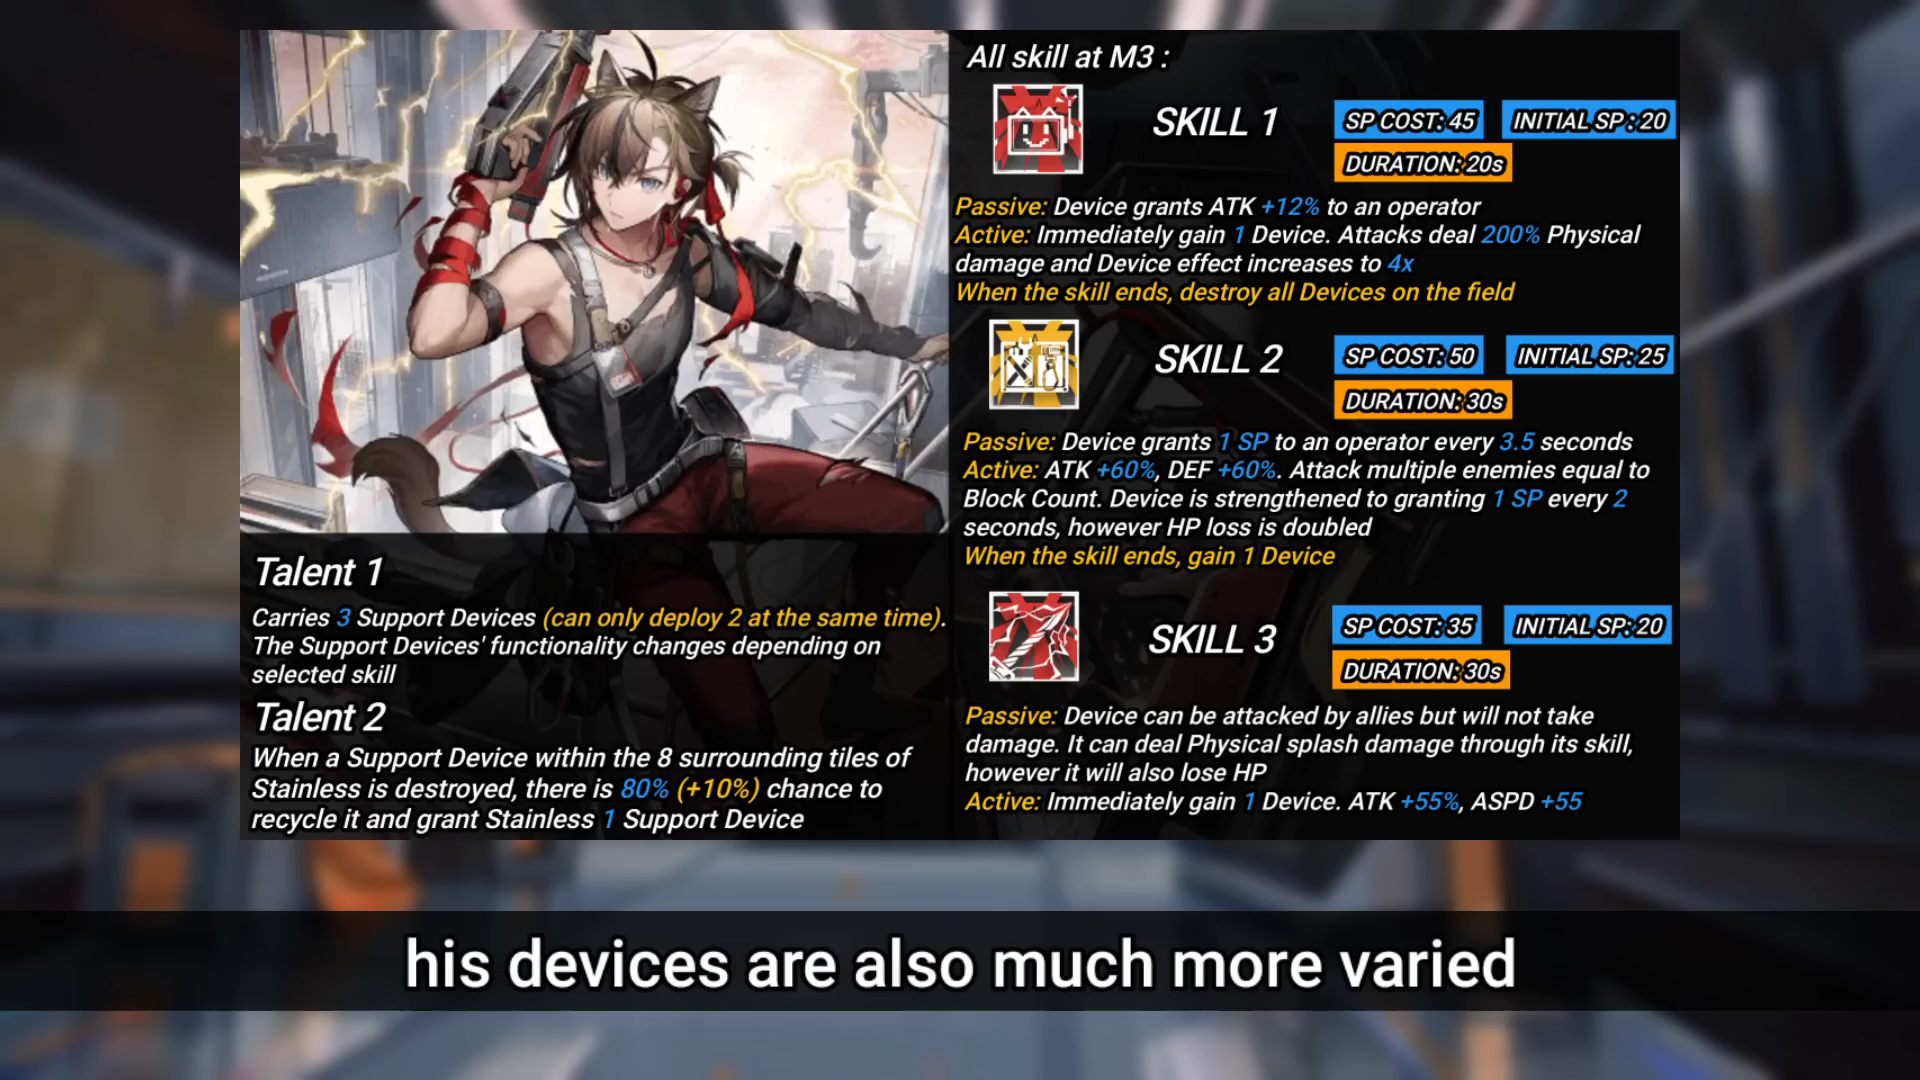 All skill at M3 :
SKILL 1
SP COST: 45
INITIAL SP : 20
DURATION: 20s
Passive: Device grants ATK +12% to an operator
Active: Immediately gain 1 Device. Attacks deal 200% Physical
damage and Device effect increases to 4x
When the skill ends, destroy all Devices on the field
SKILL 2
SP COST: 50
INITIAL SP: 25
DURATION: 30s
Passive: Device grants 1 SP to an operator every 3.5 seconds
Active: ATK +60%, DEF +60%. Attack multiple enemies equal to
Block Count. Device is strengthened to granting 1 SP every 2
seconds, however HP loss is doubled
When the skill ends, gain 1 Device
SKILL 3
SP COST: 35
INITIAL SP: 20
DURATION: 30s
Passive: Device can be attacked by allies but will not take
damage. It can deal Physical splash damage through its skill,
however it will also lose HP
Active: Immediately gain 1 Device. ATK +55%, ASPD +55
Talent 1
Carries 3 Support Devices (can only deploy 2 at the same time).
The Support Devices' functionality changes depending on
selected skill
Talent 2
When a Support Device within the 8 surrounding tiles of
Stainless is destroyed, there is 80% (+10%) chance to
recycle it and grant Stainless 1 Support Device
his devices are also much more varied